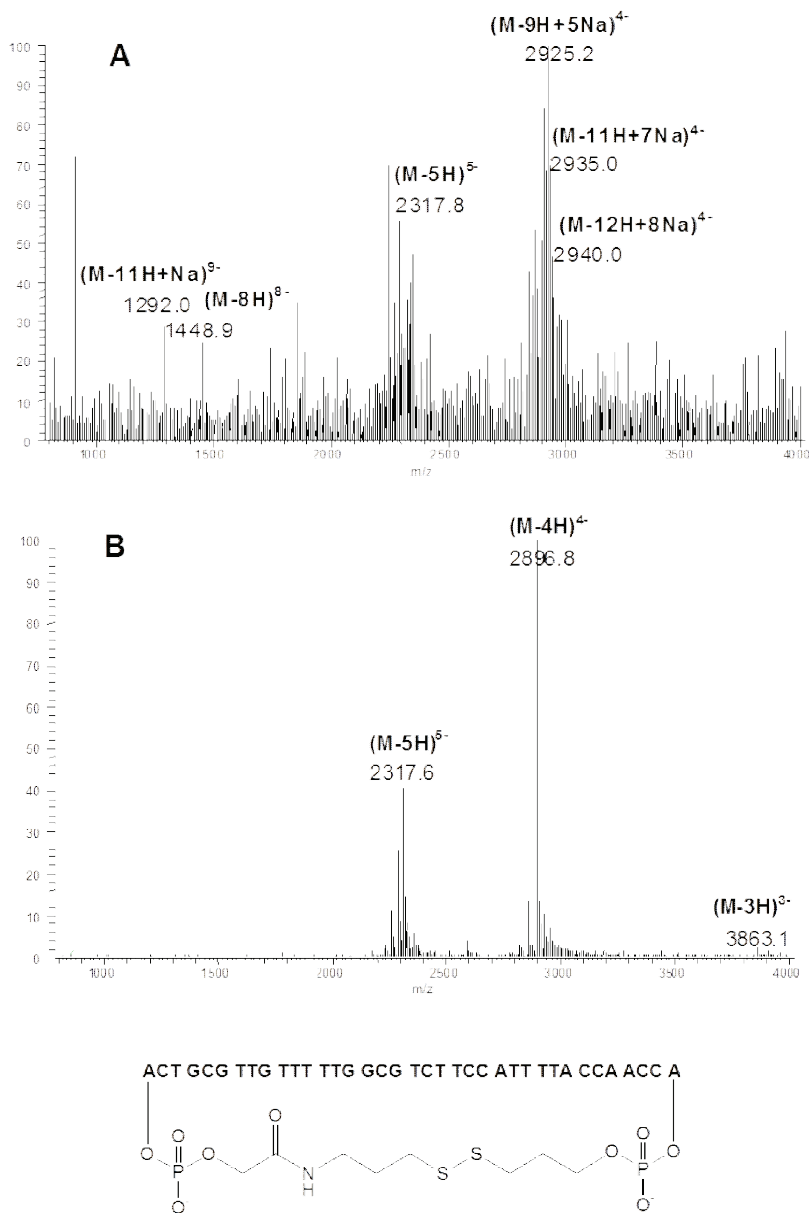 A
(M-9H+5Na)4-
2925.2
(M-11H+7Na)4-
2935.0
(M-12H+8Na)4-
2940.0
(M-5H)5-
2317.8
(M-11H+Na)9-
1292.0
(M-8H)8-
1448.9
100
90
80
70
60
50
40
30
20
10
0
1000 1500 2000 2500 3000 3500 4000
m/z
B
(M-4H)4-
2896.8
(M-5H)5-
2317.6
(M-3H)3-
3863.1
100
90
80
70
60
50
40
30
20
10
0
1000 1500 2000 2500 3000 3500 4000
m/z
ACT GCG TTG TTT TTG GCG TCT TCC ATT TTA CCA ACC A
O O O
O P O N S S O P O
O- H O-